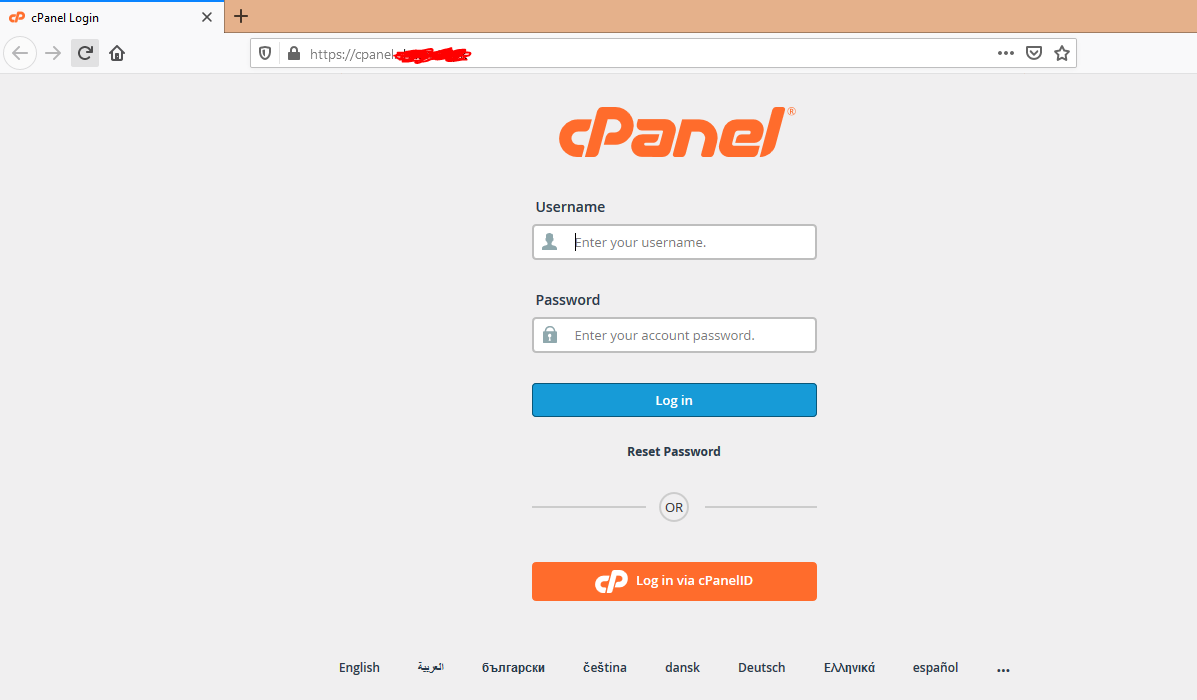 cPanel Login
https://cpanel
cPanel®
Username
Enter your username.
Password
Enter your account password.
Log in
Reset Password
OR
cP Log in via cPanelID
English العربية български čeština dansk Deutsch Ελληνικά español ...